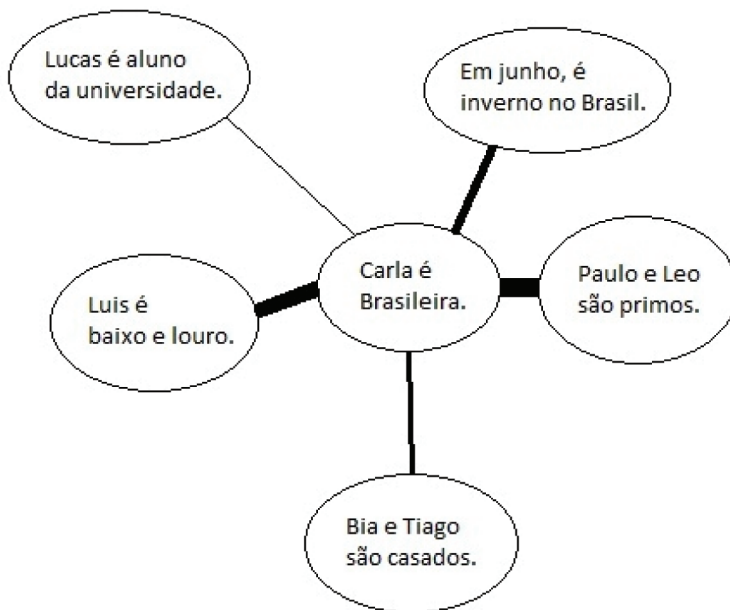 Lucas é aluno
da universidade.
Em junho, é
inverno no Brasil.
Carla é
Brasileira.
Paulo e Leo
são primos.
Luis é
baixo e louro.
Bia e Tiago
são casados.